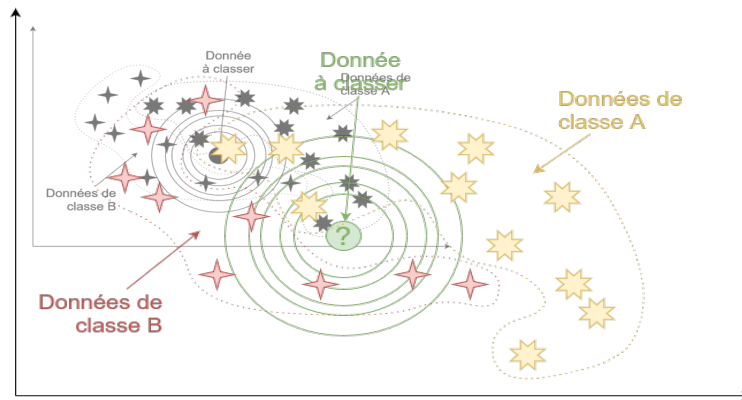 Donnée
à classer
Donnée
à classer
Données de
classe A
Données de
classe A
Données de
classe B
?
Données de
classe B